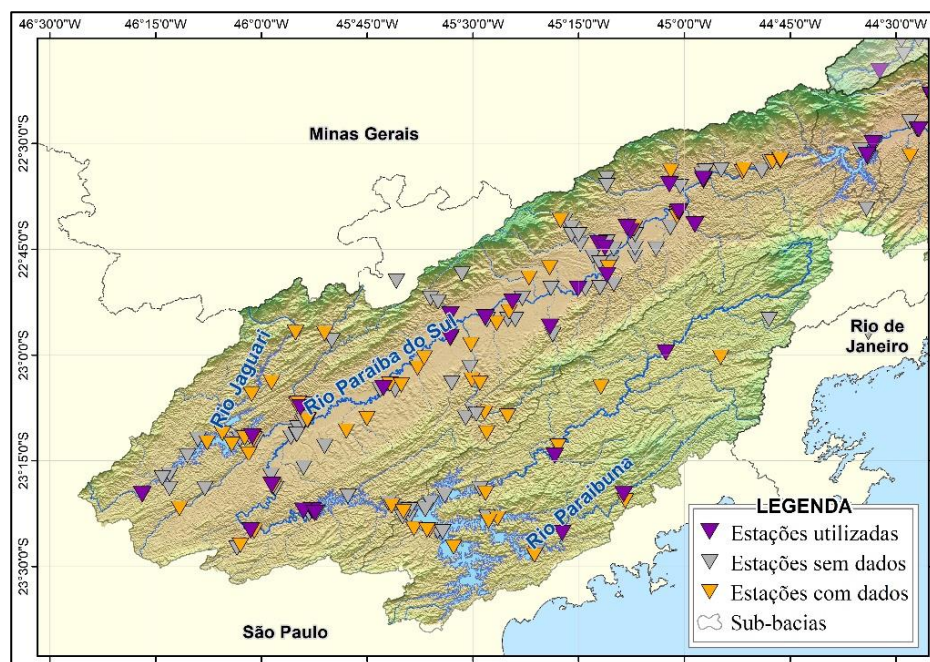 46°30'0"W 46°15'0"W 46°0'0"W 45°45'0"W 45°30'0"W 45°15'0"W 45°0'0"W 44°45'0"W 44°30'0"W
Minas Gerais
22°30'0"S
22°45'0"S
Rio de
Janeiro
23°0'0"S
Rio Jaguari
Rio Paraíba do Sul
23°15'0"S
Rio Paraibuna
23°30'0"S
São Paulo
LEGENDA
Estações utilizadas
Estações sem dados
Estações com dados
Sub-bacias